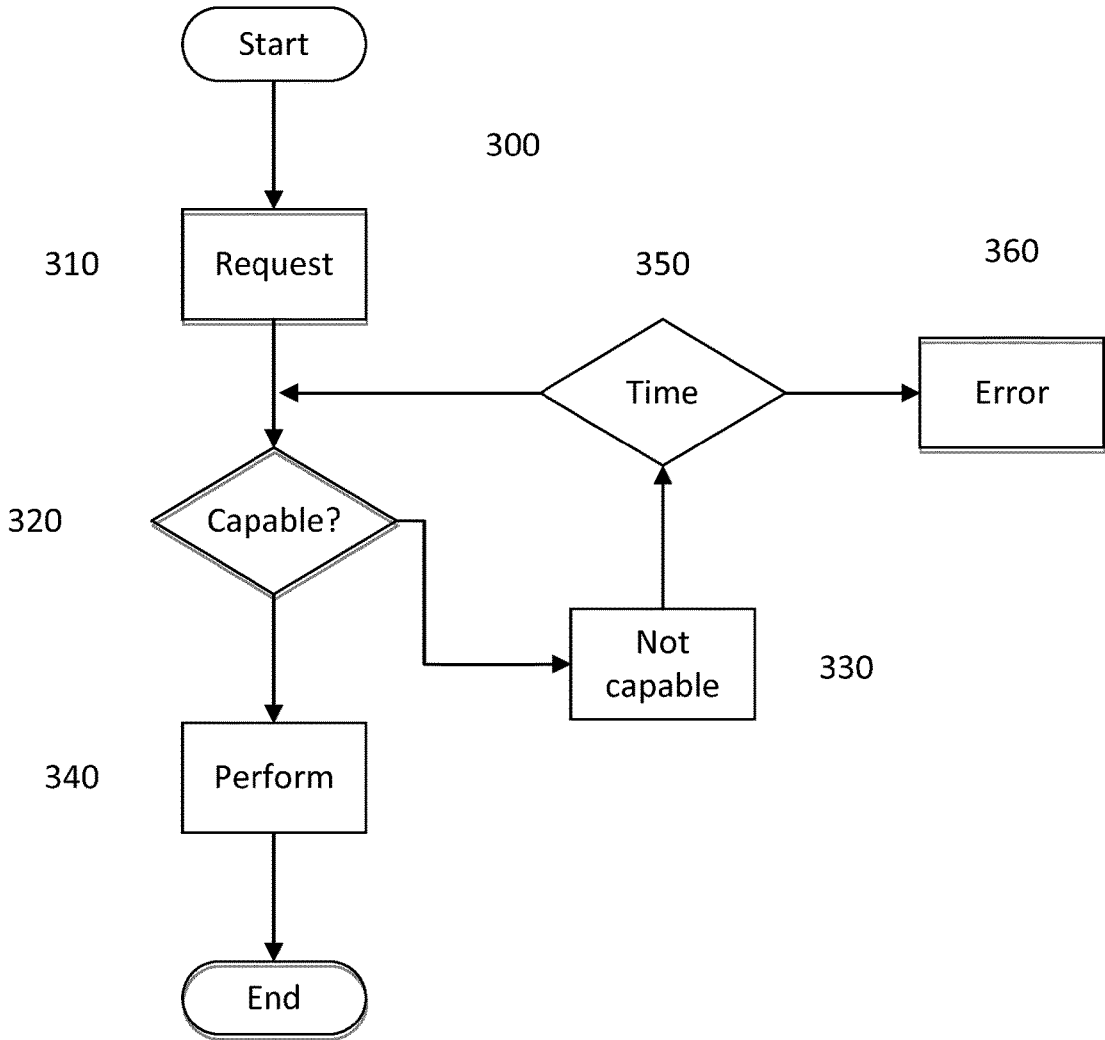 Start
300
310
Request
350
360
Time
Error
320
Capable?
Not
capable
330
340
Perform
End